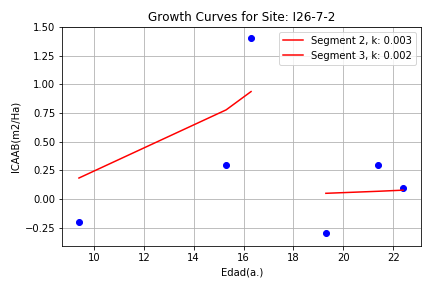 Growth Curves for Site: I26-7-2
Segment 2, k: 0.003
Segment 3, k: 0.002
ICAAB(m2/Ha)
1.50
1.25
1.00
0.75
0.50
0.25
0.00
−0.25
10 12 14 16 18 20 22
Edad(a.)